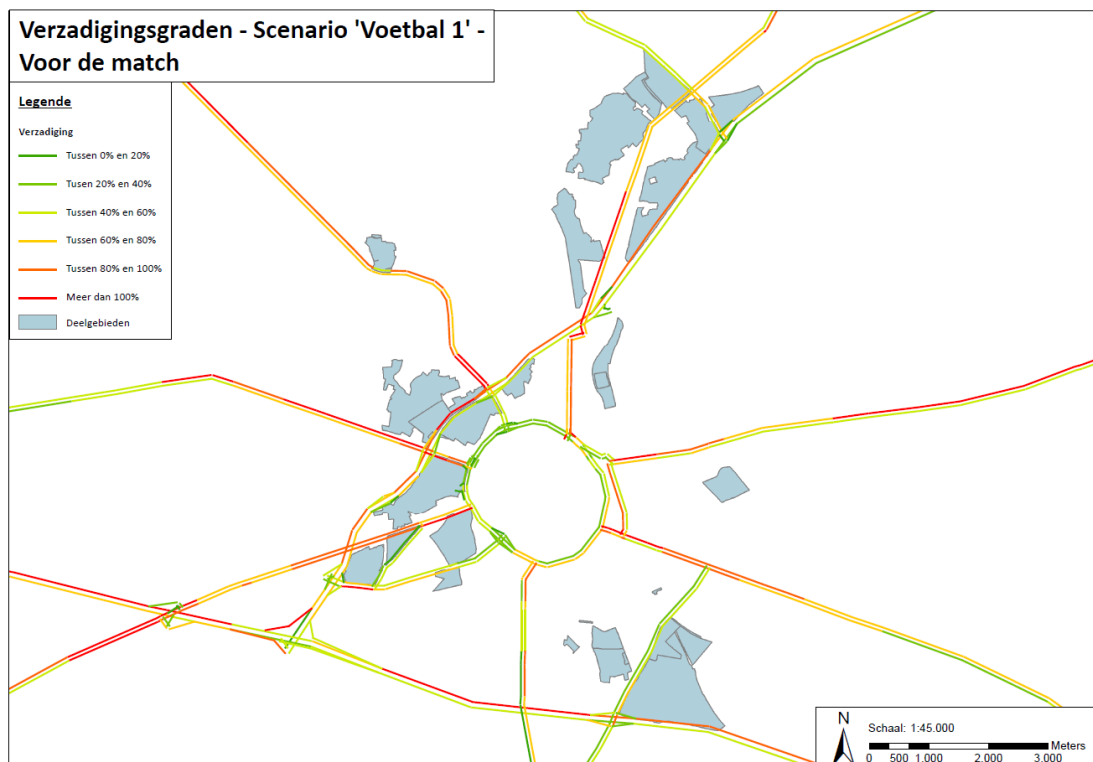 Verzadigingsgraden - Scenario 'Voetbal 1' -
Voor de match
Legende
Verzadiging
Tussen 0% en 20%
Tusen 20% en 40%
Tussen 40% en 60%
Tussen 60% en 80%
Tussen 80% en 100%
Meer dan 100%
Deelgebieden
N
Schaal: 1:45.000
Meters
0 500 1.000 2.000 3.000